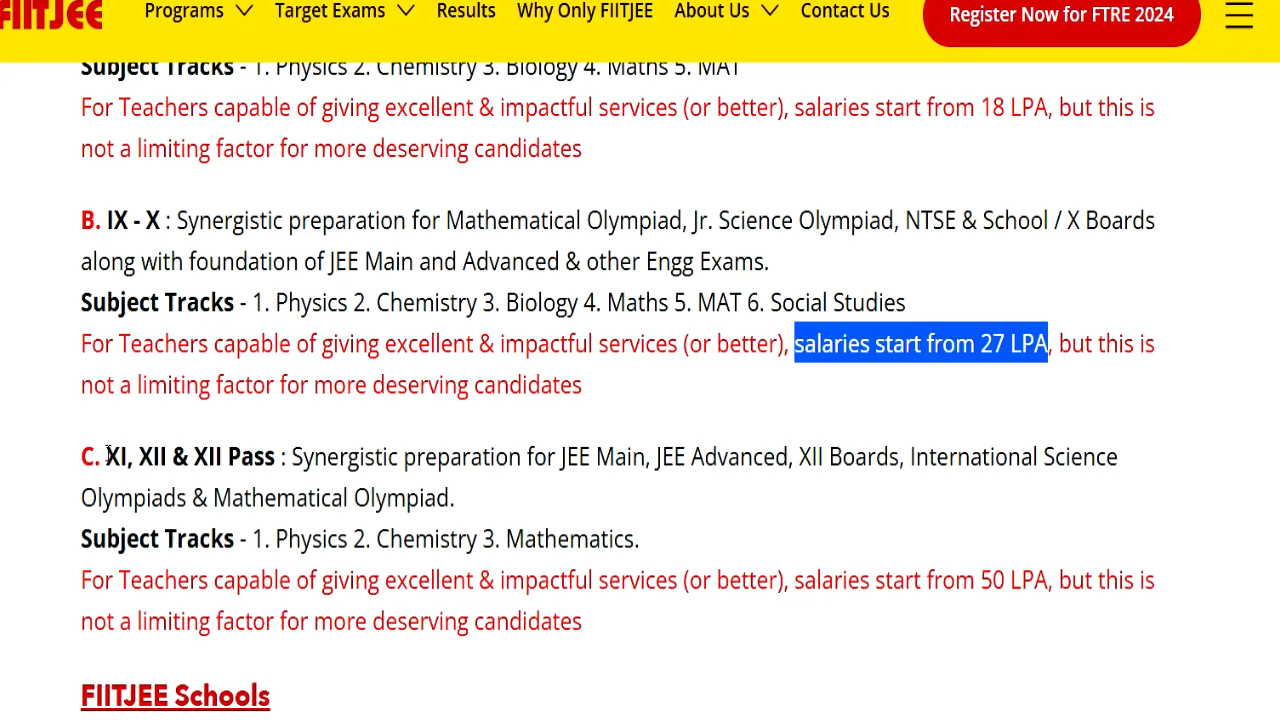 FIITJEE
Programs Target Exams Results Why Only FIITJEE About Us Contact Us Register Now for FTRE 2024
Subject Tracks - 1. Physics 2. Chemistry 3. Biology 4. Maths 5. MAT
For Teachers capable of giving excellent & impactful services (or better), salaries start from 18 LPA, but this is
not a limiting factor for more deserving candidates
B. IX - X : Synergistic preparation for Mathematical Olympiad, Jr. Science Olympiad, NTSE & School / X Boards
along with foundation of JEE Main and Advanced & other Engg Exams.
Subject Tracks - 1. Physics 2. Chemistry 3. Biology 4. Maths 5. MAT 6. Social Studies
For Teachers capable of giving excellent & impactful services (or better), salaries start from 27 LPA, but this is
not a limiting factor for more deserving candidates
C. XI, XII & XII Pass : Synergistic preparation for JEE Main, JEE Advanced, XII Boards, International Science
Olympiads & Mathematical Olympiad.
Subject Tracks - 1. Physics 2. Chemistry 3. Mathematics.
For Teachers capable of giving excellent & impactful services (or better), salaries start from 50 LPA, but this is
not a limiting factor for more deserving candidates
FIITJEE Schools